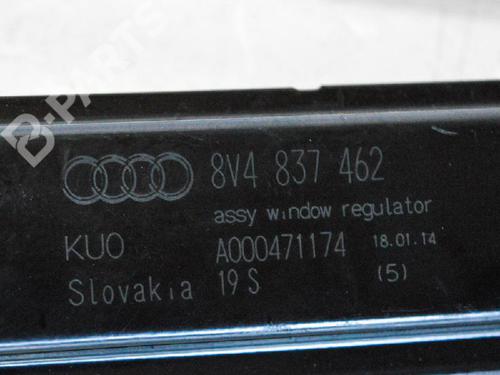 B-PARTS
8V4 837 462
assy window regulator
KUO A000471174 18.01.14
Slovakia 19 S (5)